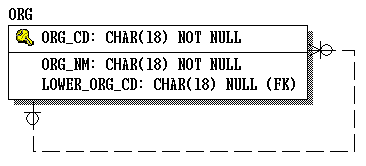 ORG
ORG_CD: CHAR(18) NOT NULL
ORG_NM: CHAR(18) NOT NULL
LOWER_ORG_CD: CHAR(18) NULL (FK)